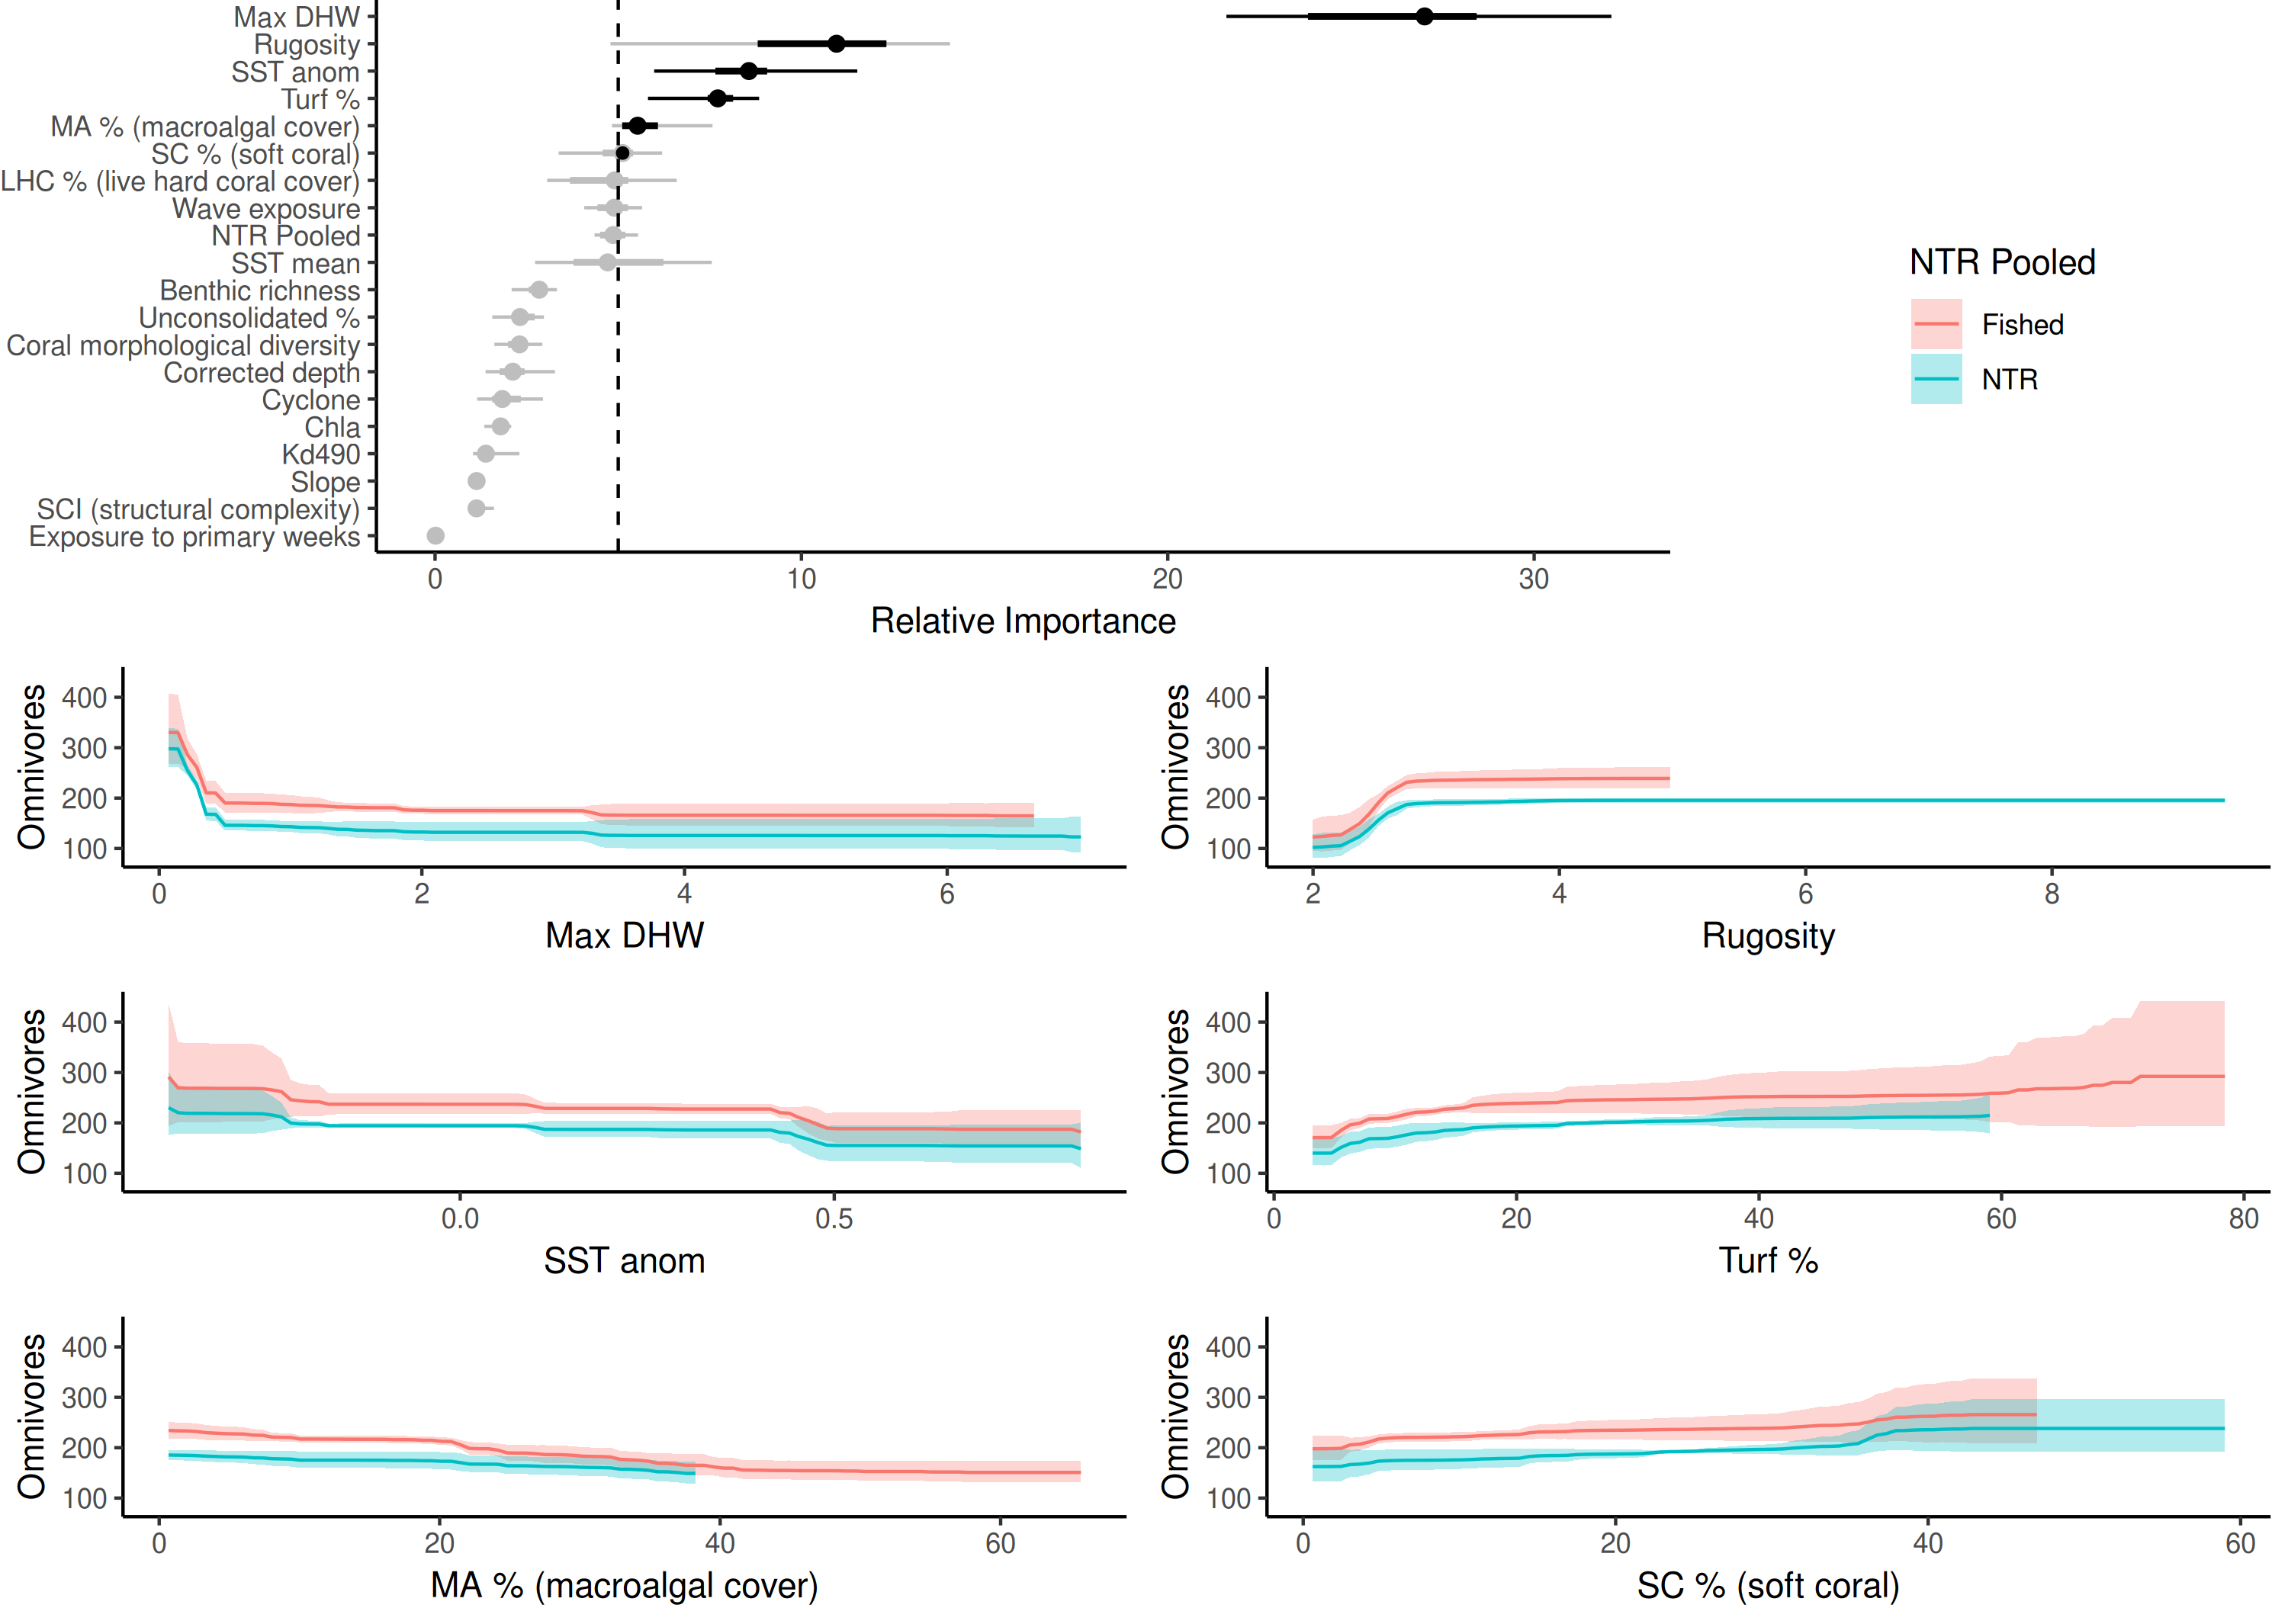 Max DHW
Rugosity
SST anom
Turf %
MA % (macroalgal cover)
SC % (soft coral)
LHC % (live hard coral cover)
Wave exposure
NTR Pooled
SST mean
Benthic richness
Unconsolidated %
Coral morphological diversity
Corrected depth
Cyclone
Chla
Kd490
Slope
SCI (structural complexity)
Exposure to primary weeks
0 10 20 30
Relative Importance
NTR Pooled
Fished
NTR
Omnivores
400
300
200
100
0 2 4 6
Max DHW
Omnivores
400
300
200
100
2 4 6 8
Rugosity
Omnivores
400
300
200
100
0.0 0.5
SST anom
Omnivores
400
300
200
100
0 20 40 60 80
Turf %
Omnivores
400
300
200
100
0 20 40 60
MA % (macroalgal cover)
Omnivores
400
300
200
100
0 20 40 60
SC % (soft coral)